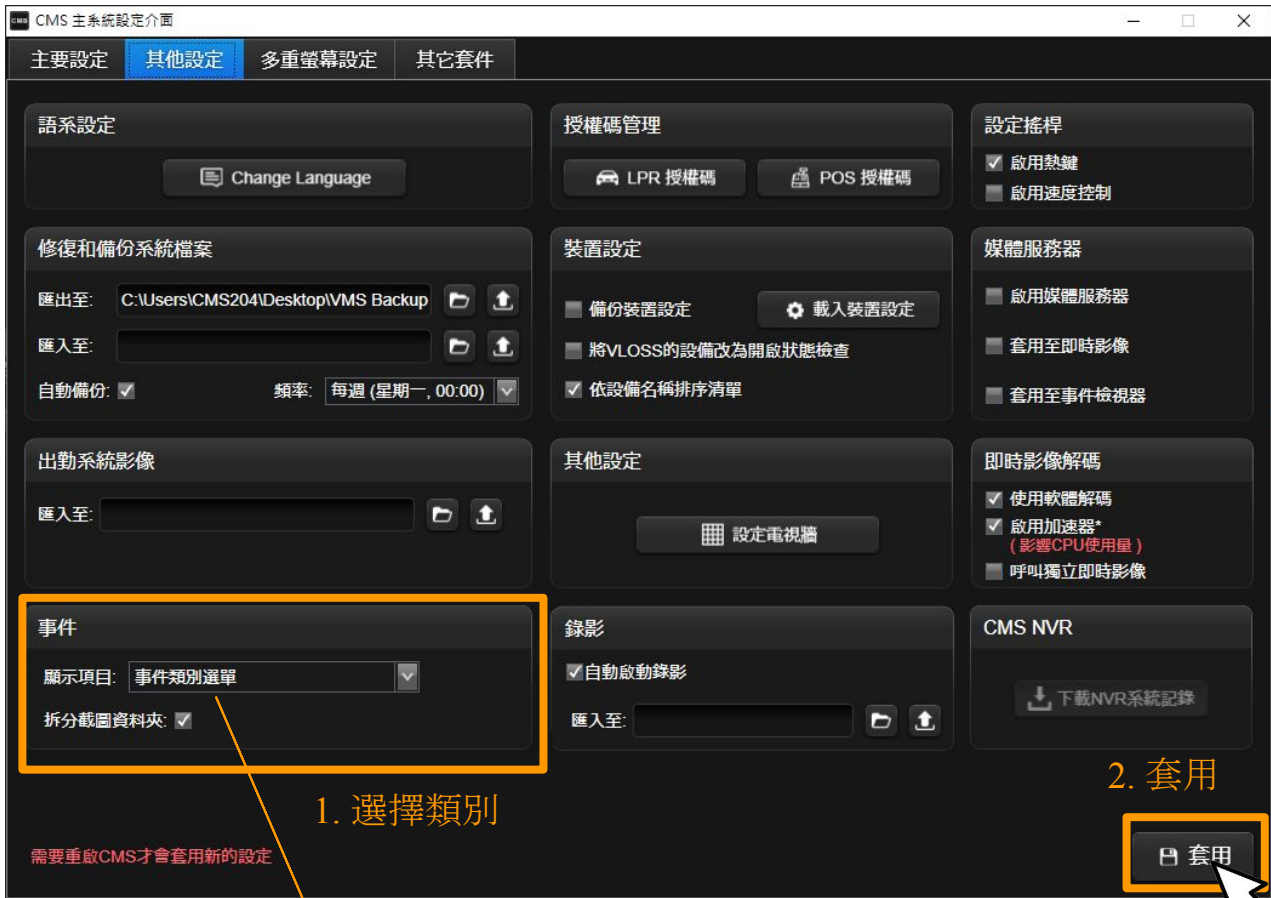 CMS CMS 主系統設定介面
主要設定 其他設定 多重螢幕設定 其它套件
語系設定
Change Language
授權碼管理
LPR 授權碼 POS 授權碼
設定搖桿
啟用熱鍵
啟用速度控制
修復和備份系統檔案
匯出至: C:\Users\CMS204\Desktop\VMS Backup
匯入至:
自動備份: 頻率: 每週 (星期一, 00:00)
裝置設定
備份裝置設定 載入裝置設定
將VLOSS的設備改為開啟狀態檢查
依設備名稱排序清單
媒體服務器
啟用媒體服務器
套用至即時影像
套用至事件檢視器
出勤系統影像
匯入至:
其他設定
設定電視牆
即時影像解碼
使用軟體解碼
啟用加速器*
(影響CPU使用量)
呼叫獨立即時影像
事件
顯示項目: 事件類別選單
拆分截圖資料夾:
錄影
自動啟動錄影
匯入至:
CMS NVR
下載NVR系統記錄
1. 選擇類別
2. 套用
需要重啟CMS才會套用新的設定
套用